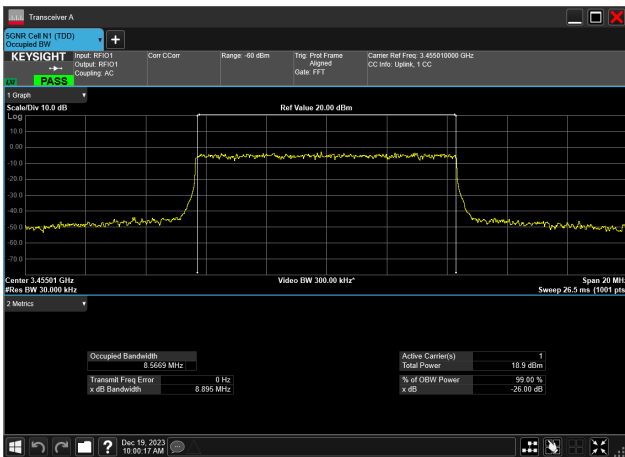 Transceiver A
5GNR Cell N1 (TDD)
Occupied BW
KEYSIGHT
PASS
Input: RFIO1
Output: RFIO1
Coupling: AC
Corr CCorr
Range: -60 dBm
Trig: Prot Frame
Aligned
Gate: FFT
Carrier Ref Freq: 3.455010000 GHz
CC Info: Uplink, 1 CC
1 Graph
Scale/Div 10.0 dB
Ref Value 20.00 dBm
Log
10.0
0.00
-10.0
-20.0
-30.0
-40.0
-50.0
-60.0
-70.0
Center 3.45501 GHz
Video BW 300.00 kHz*
Span 20 MHz
#Res BW 30.000 kHz
Sweep 26.5 ms (1001 pts
2 Metrics
Occupied Bandwidth
8.5669 MHz
Active Carrier(s) 1
Total Power 18.9 dBm
Transmit Freq Error 0 Hz
x dB Bandwidth 8.895 MHz
% of OBW Power 99.00 %
x dB -26.00 dB
Dec 19, 2023
10:00:17 AM